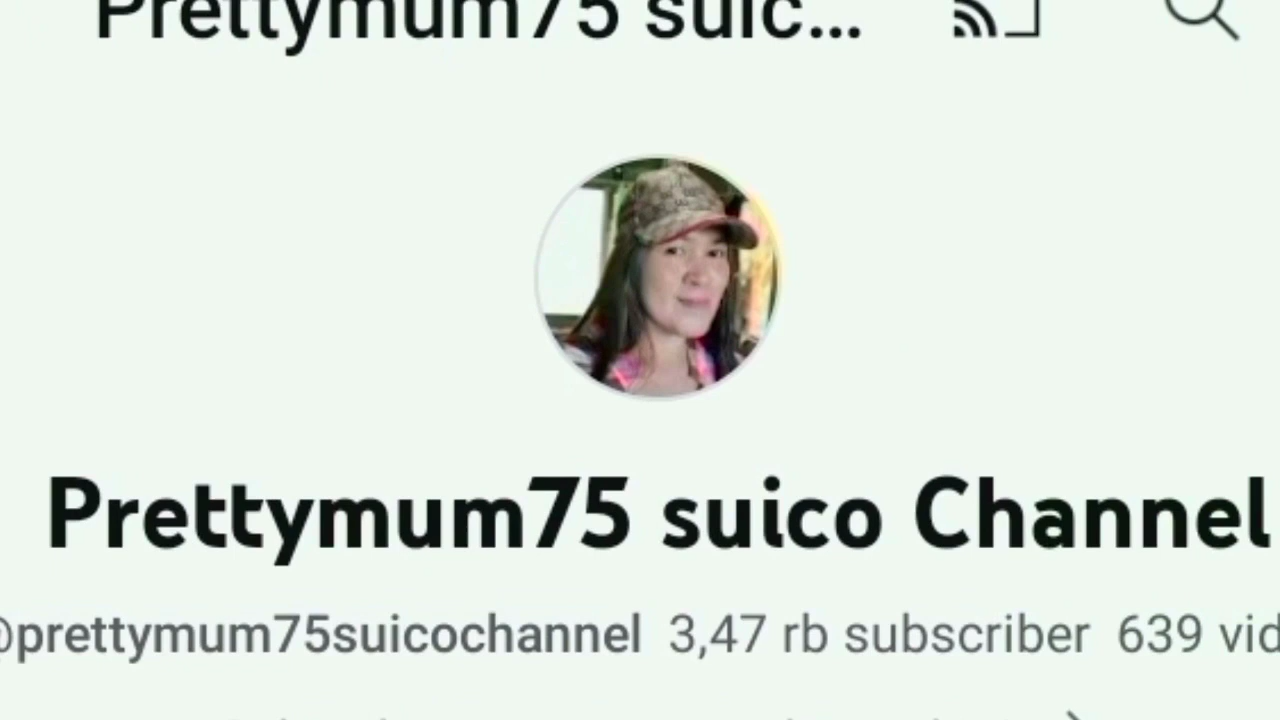 Prettymum75 suic...
Prettymum75 suico Channel
@prettymum75suicochannel 3,47 rb subscriber 639 vid